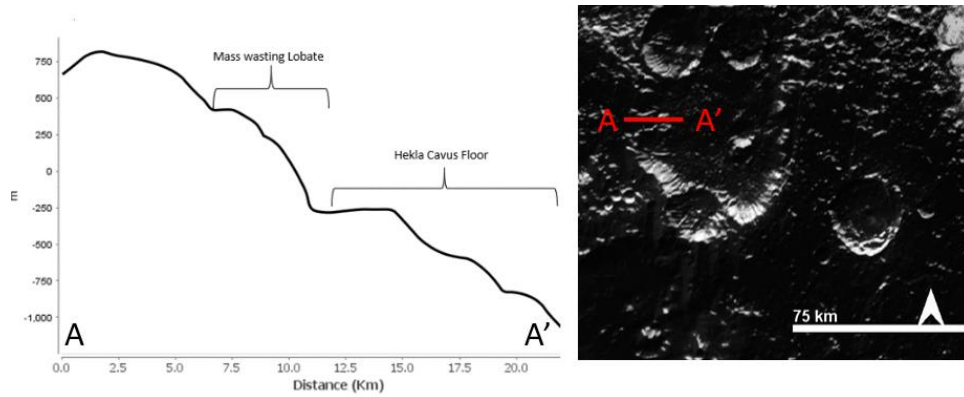 Mass wasting Lobate
Hekla Cavus Floor
750
500
250
0
-250
-500
-750
-1,000
m
A
A'
0.0
2.5
5.0
7.5
10.0
12.5
15.0
17.5
20.0
Distance (Km)
A
A'
75 km